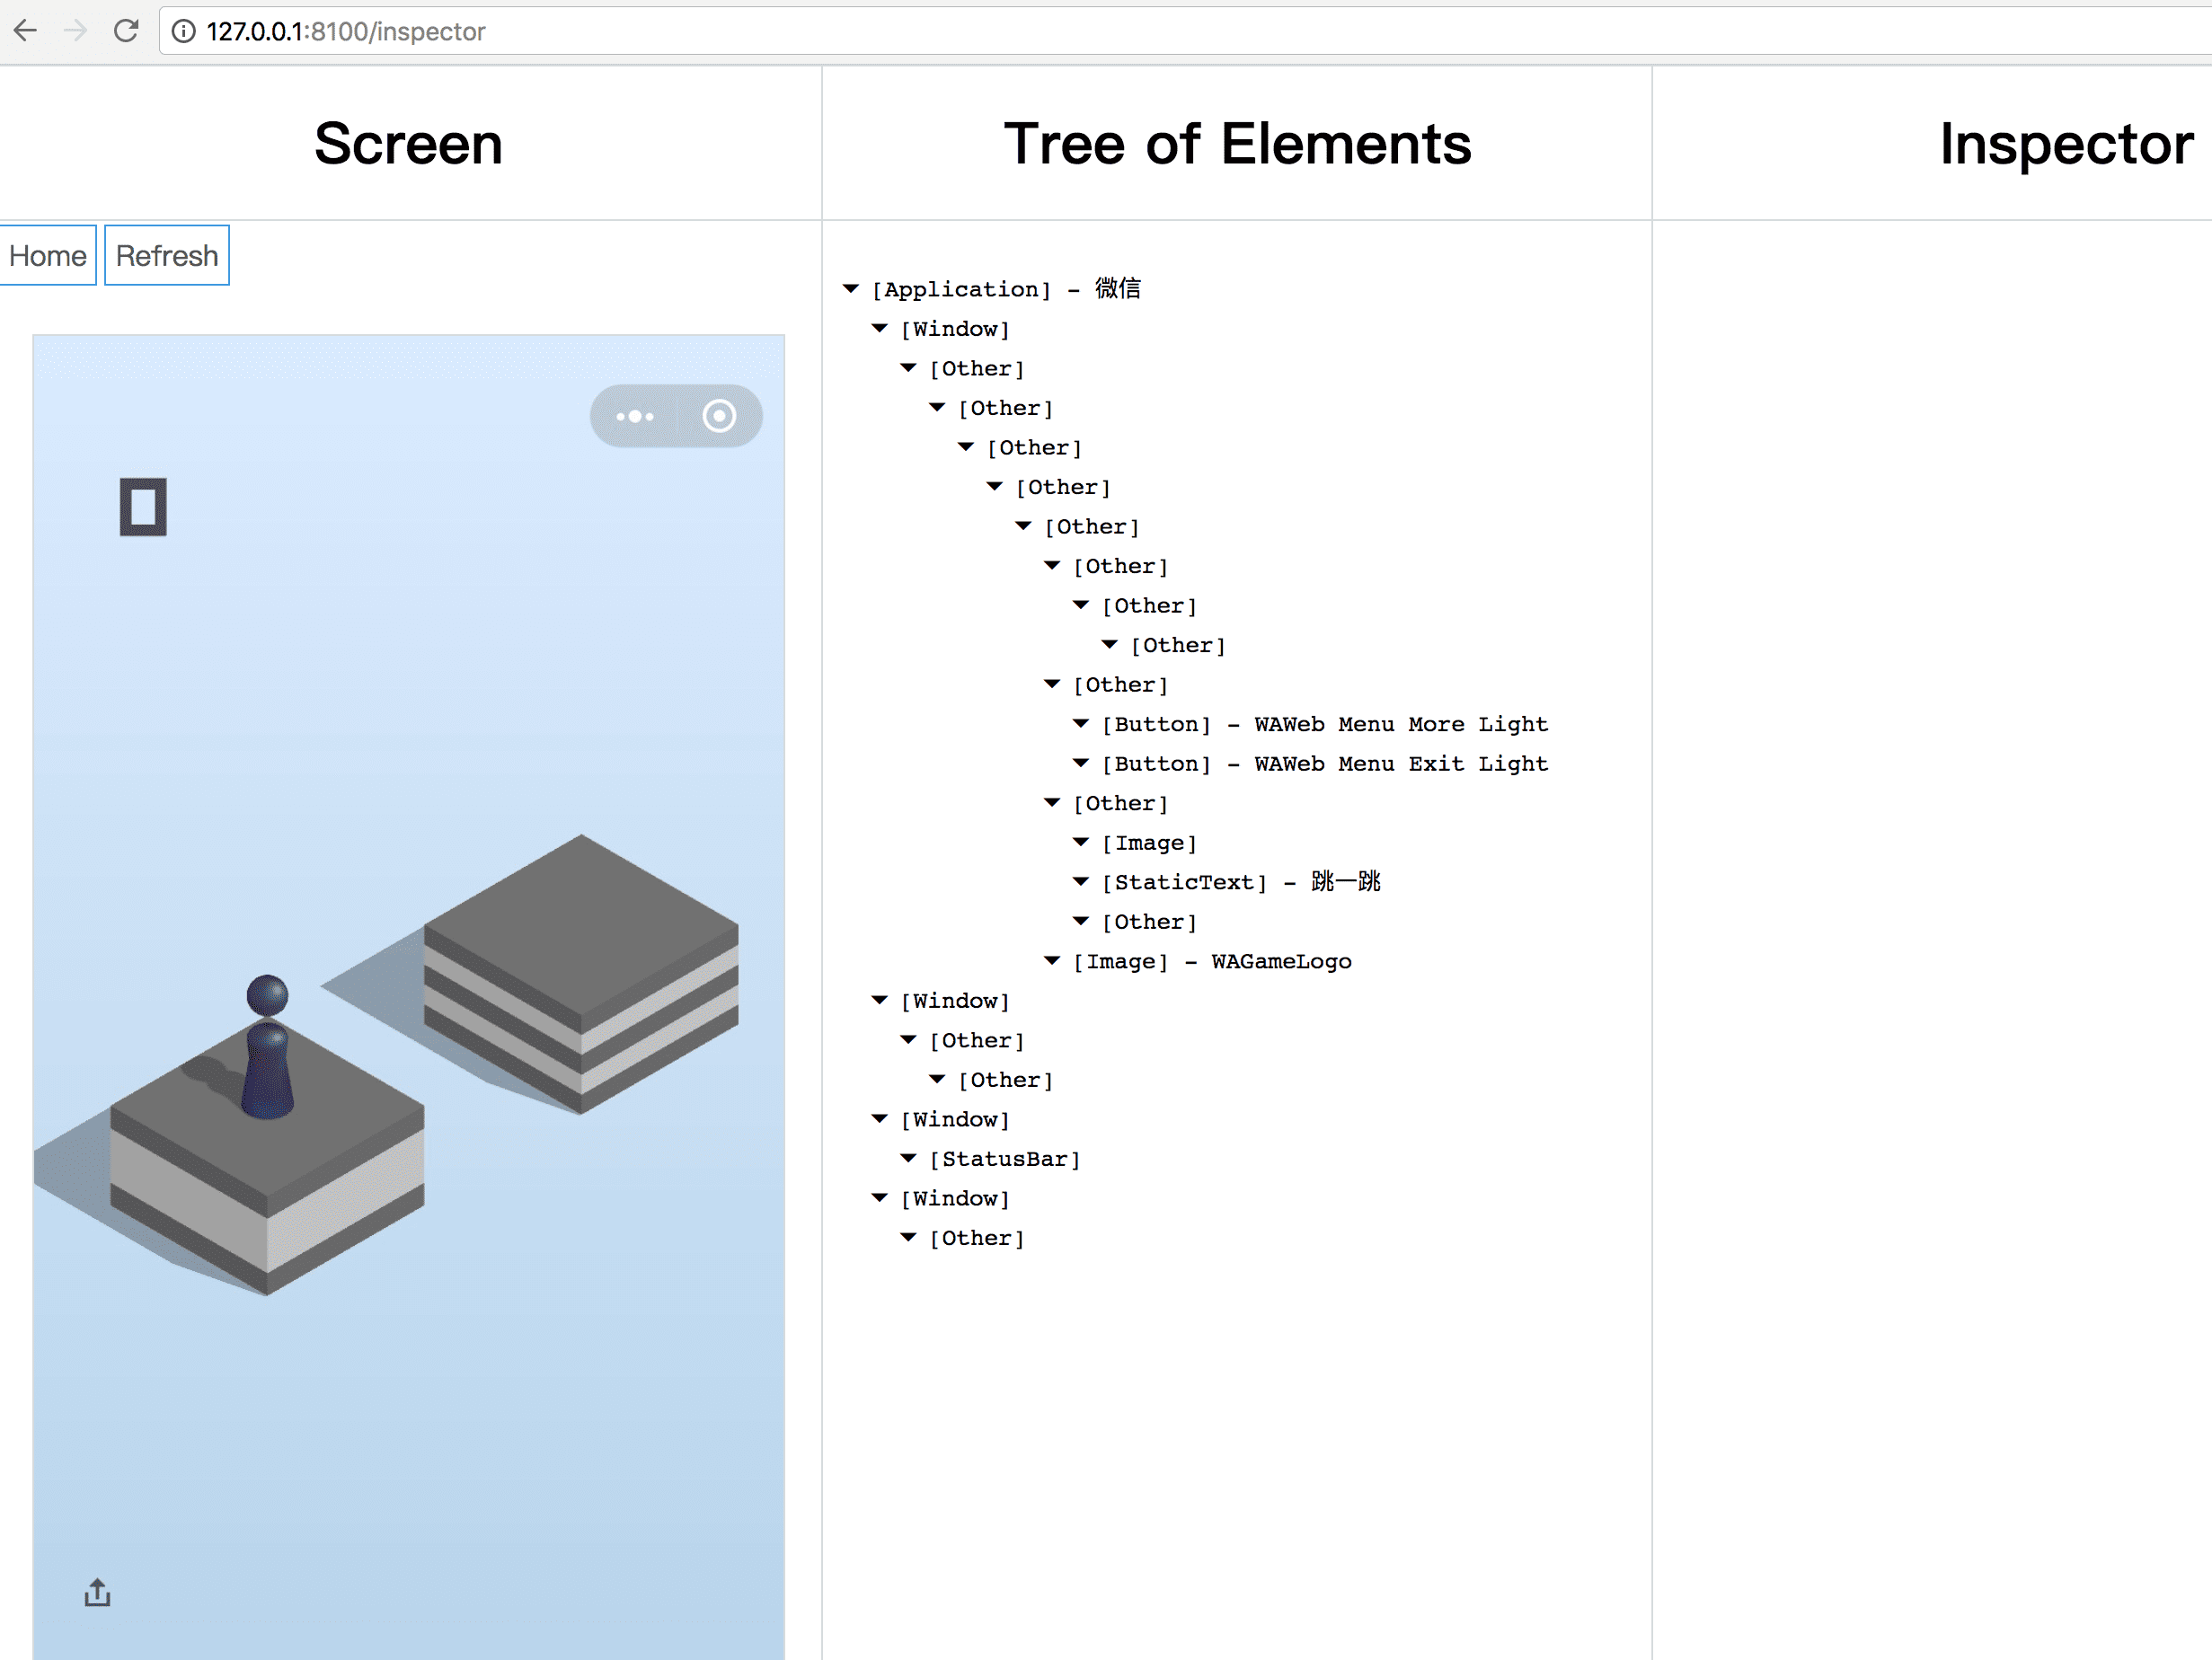 127.0.0.1:8100/inspector
Screen
Tree of Elements
Inspector
Home
Refresh
0
[Application] - 微信
[Window]
[Other]
[Other]
[Other]
[Other]
[Other]
[Other]
[Other]
[Other]
[Other]
[Button] - WAWeb Menu More Light
[Button] - WAWeb Menu Exit Light
[Other]
[Image]
[StaticText] - 跳一跳
[Other]
[Image] - WAGameLogo
[Window]
[Other]
[Other]
[Window]
[StatusBar]
[Window]
[Other]